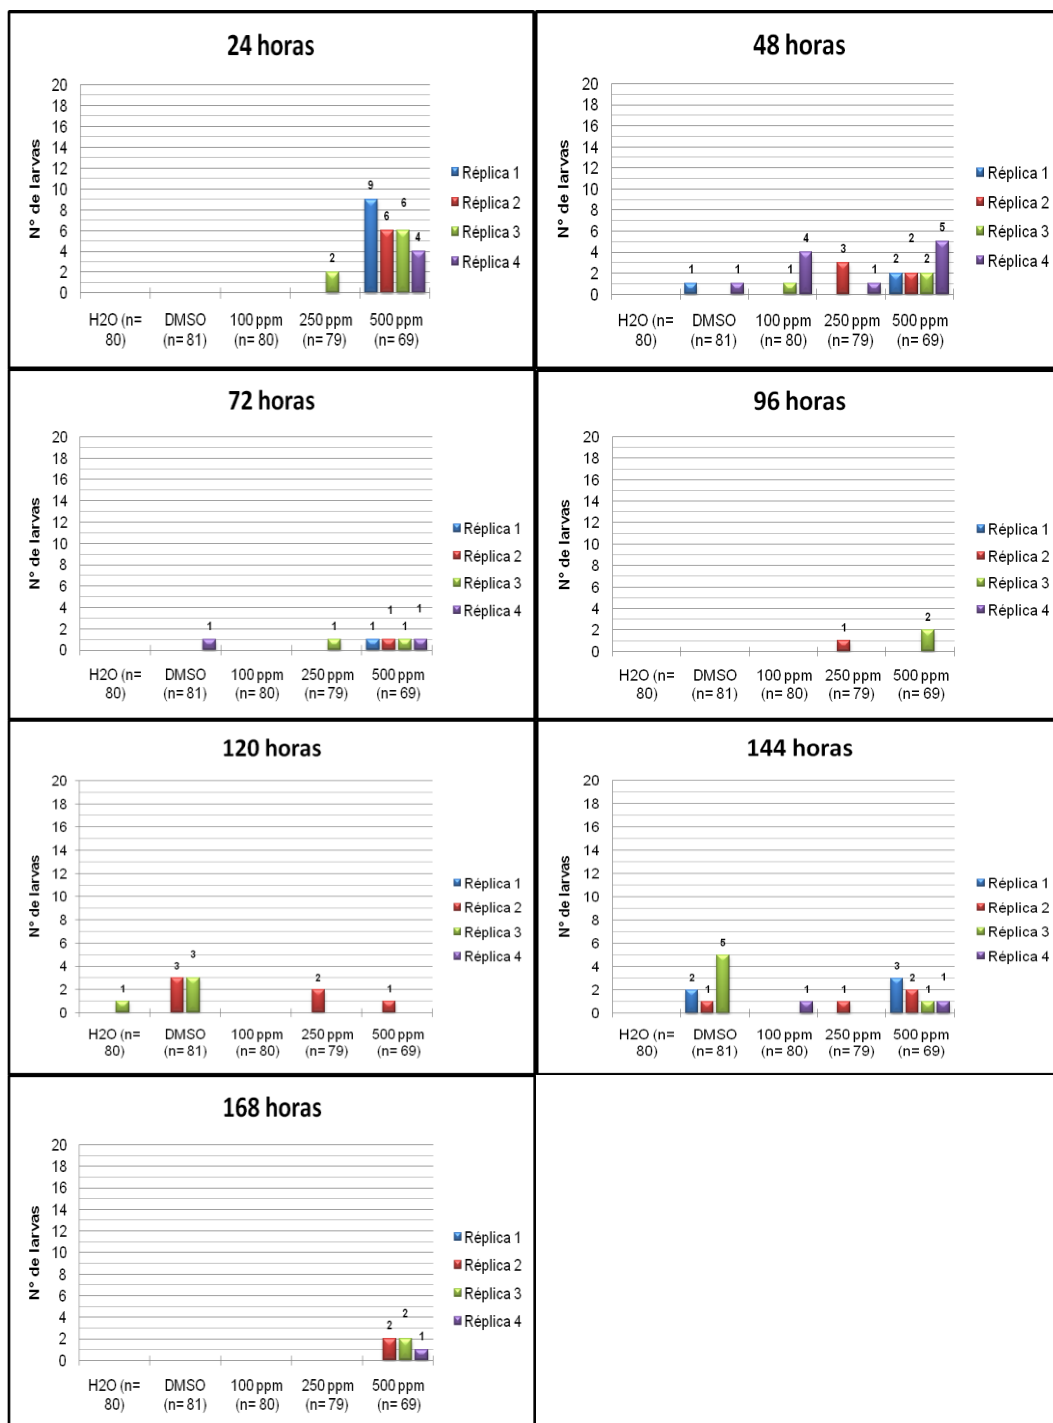 24 horas
N° de larvas
20
18
16
14
12
10
8
6
4
2
0
2
9
6
6
4
H2O (n=
80)
DMSO
(n= 81)
100 ppm
(n= 80)
250 ppm
(n= 79)
500 ppm
(n= 69)
Réplica 1
Réplica 2
Réplica 3
Réplica 4
48 horas
N° de larvas
20
18
16
14
12
10
8
6
4
2
0
1
1
1
4
3
1
2
2
2
5
H2O (n=
80)
DMSO
(n= 81)
100 ppm
(n= 80)
250 ppm
(n= 79)
500 ppm
(n= 69)
Réplica 1
Réplica 2
Réplica 3
Réplica 4
72 horas
N° de larvas
20
18
16
14
12
10
8
6
4
2
0
1
1
1
1
1
1
H2O (n=
80)
DMSO
(n= 81)
100 ppm
(n= 80)
250 ppm
(n= 79)
500 ppm
(n= 69)
Réplica 1
Réplica 2
Réplica 3
Réplica 4
96 horas
N° de larvas
20
18
16
14
12
10
8
6
4
2
0
1
2
H2O (n=
80)
DMSO
(n= 81)
100 ppm
(n= 80)
250 ppm
(n= 79)
500 ppm
(n= 69)
Réplica 1
Réplica 2
Réplica 3
Réplica 4
120 horas
N° de larvas
20
18
16
14
12
10
8
6
4
2
0
1
3
3
2
1
H2O (n=
80)
DMSO
(n= 81)
100 ppm
(n= 80)
250 ppm
(n= 79)
500 ppm
(n= 69)
Réplica 1
Réplica 2
Réplica 3
Réplica 4
144 horas
N° de larvas
20
18
16
14
12
10
8
6
4
2
0
2
1
5
1
1
3
2
1
1
H2O (n=
80)
DMSO
(n= 81)
100 ppm
(n= 80)
250 ppm
(n= 79)
500 ppm
(n= 69)
Réplica 1
Réplica 2
Réplica 3
Réplica 4
168 horas
N° de larvas
20
18
16
14
12
10
8
6
4
2
0
2
2
1
H2O (n=
80)
DMSO
(n= 81)
100 ppm
(n= 80)
250 ppm
(n= 79)
500 ppm
(n= 69)
Réplica 1
Réplica 2
Réplica 3
Réplica 4